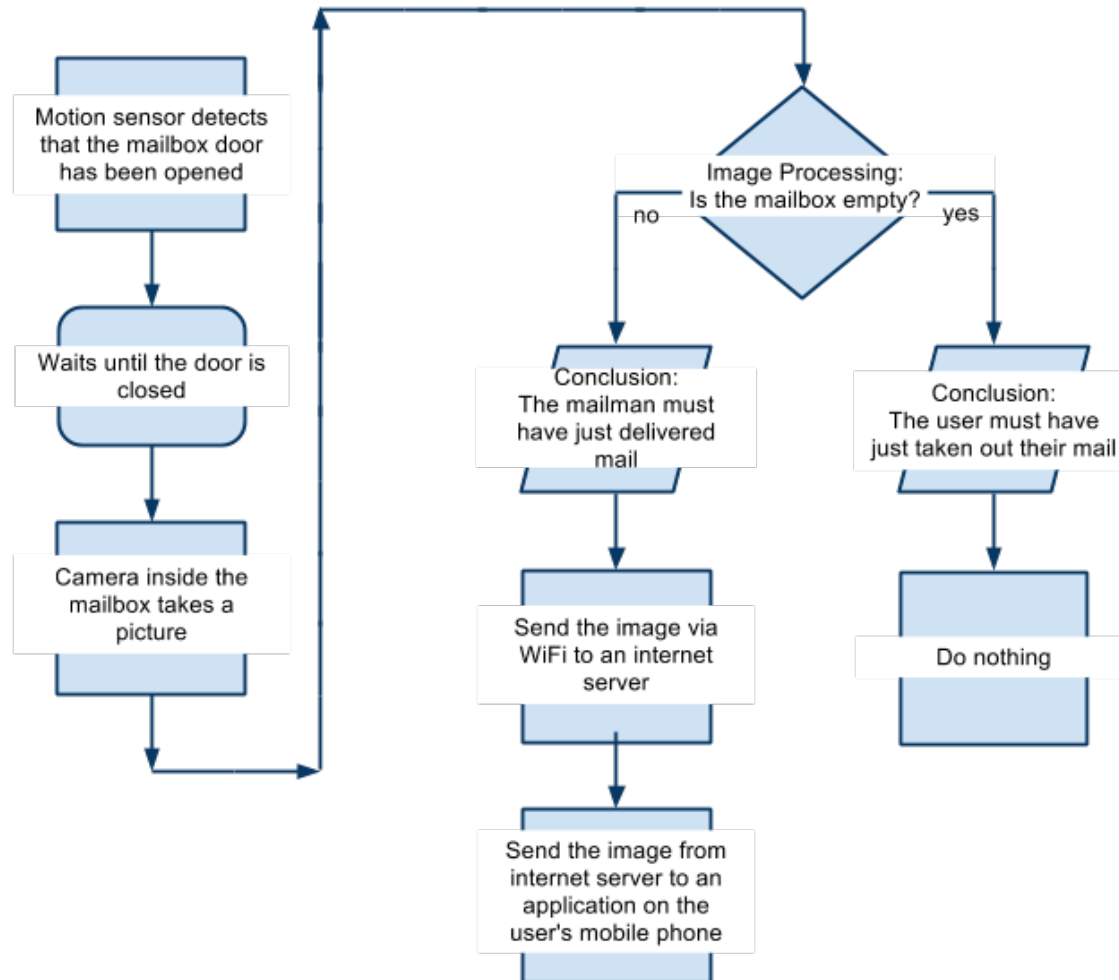 Motion sensor detects
that the mailbox door
has been opened
Waits until the door is
closed
Camera inside the
mailbox takes a
picture
Image Processing:
Is the mailbox empty?
no
yes
Conclusion:
The mailman must
have just delivered
mail
Conclusion:
The user must have
just taken out their mail
Send the image via
WiFi to an internet
server
Do nothing
Send the image from
internet server to an
application on the
user's mobile phone